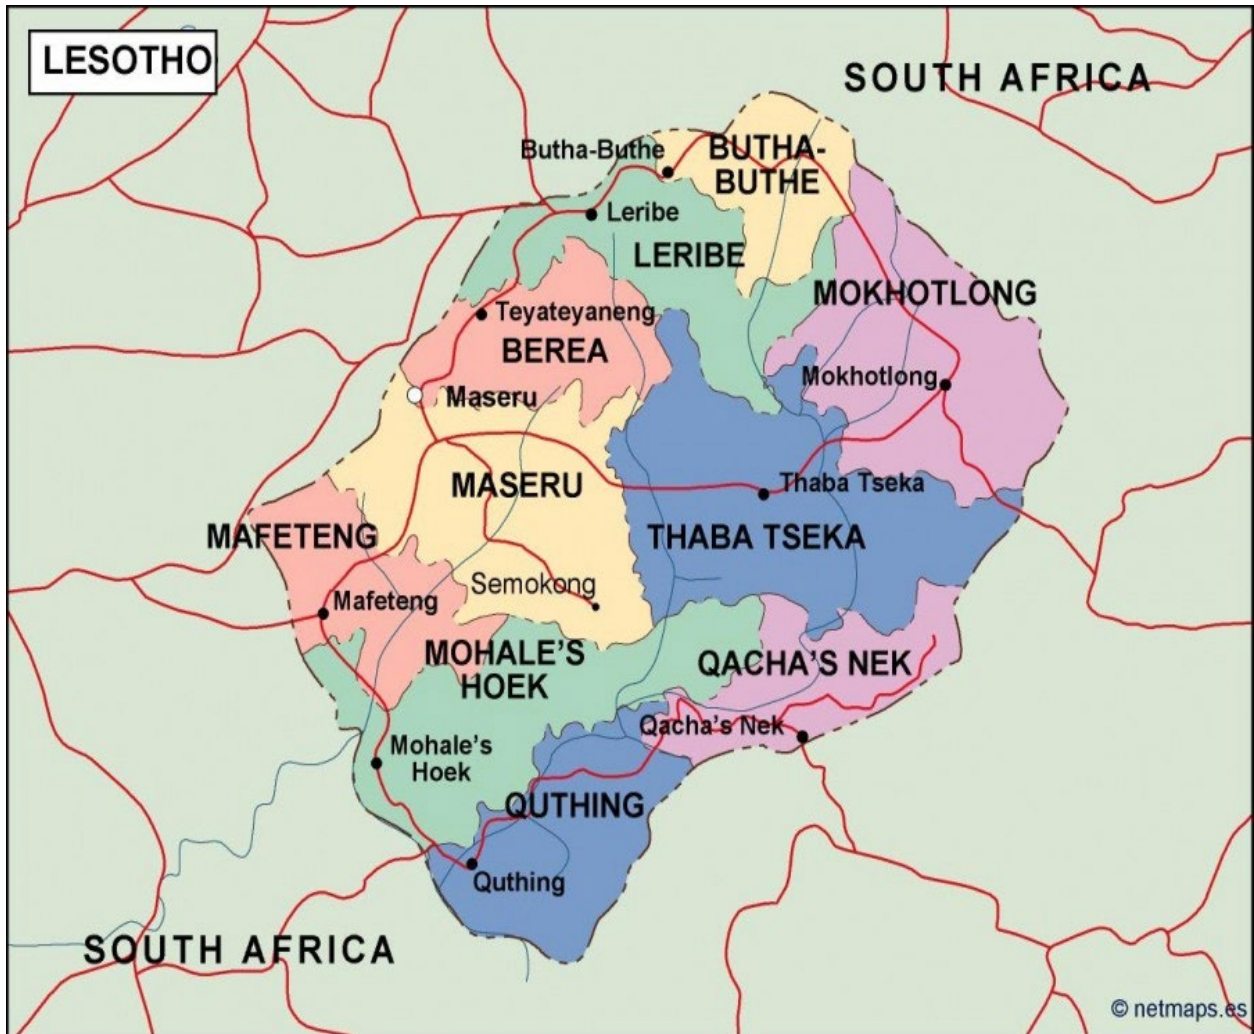 LESOTHO
SOUTH AFRICA
Butha-Buthe
BUTHA-
BUTHE
Leribe
LERIBE
MOKHOTLONG
Teyateyaneng
BEREA
Mokhotlong
Maseru
MASERU
Thaba Tseka
MAFETENG
THABA TSEKA
Semokong
Mafeteng
MOHALE'S
HOEK
QACHA'S NEK
Qacha's Nek
Mohale's
Hoek
QUTHING
Quthing
SOUTH AFRICA
© netmaps.es